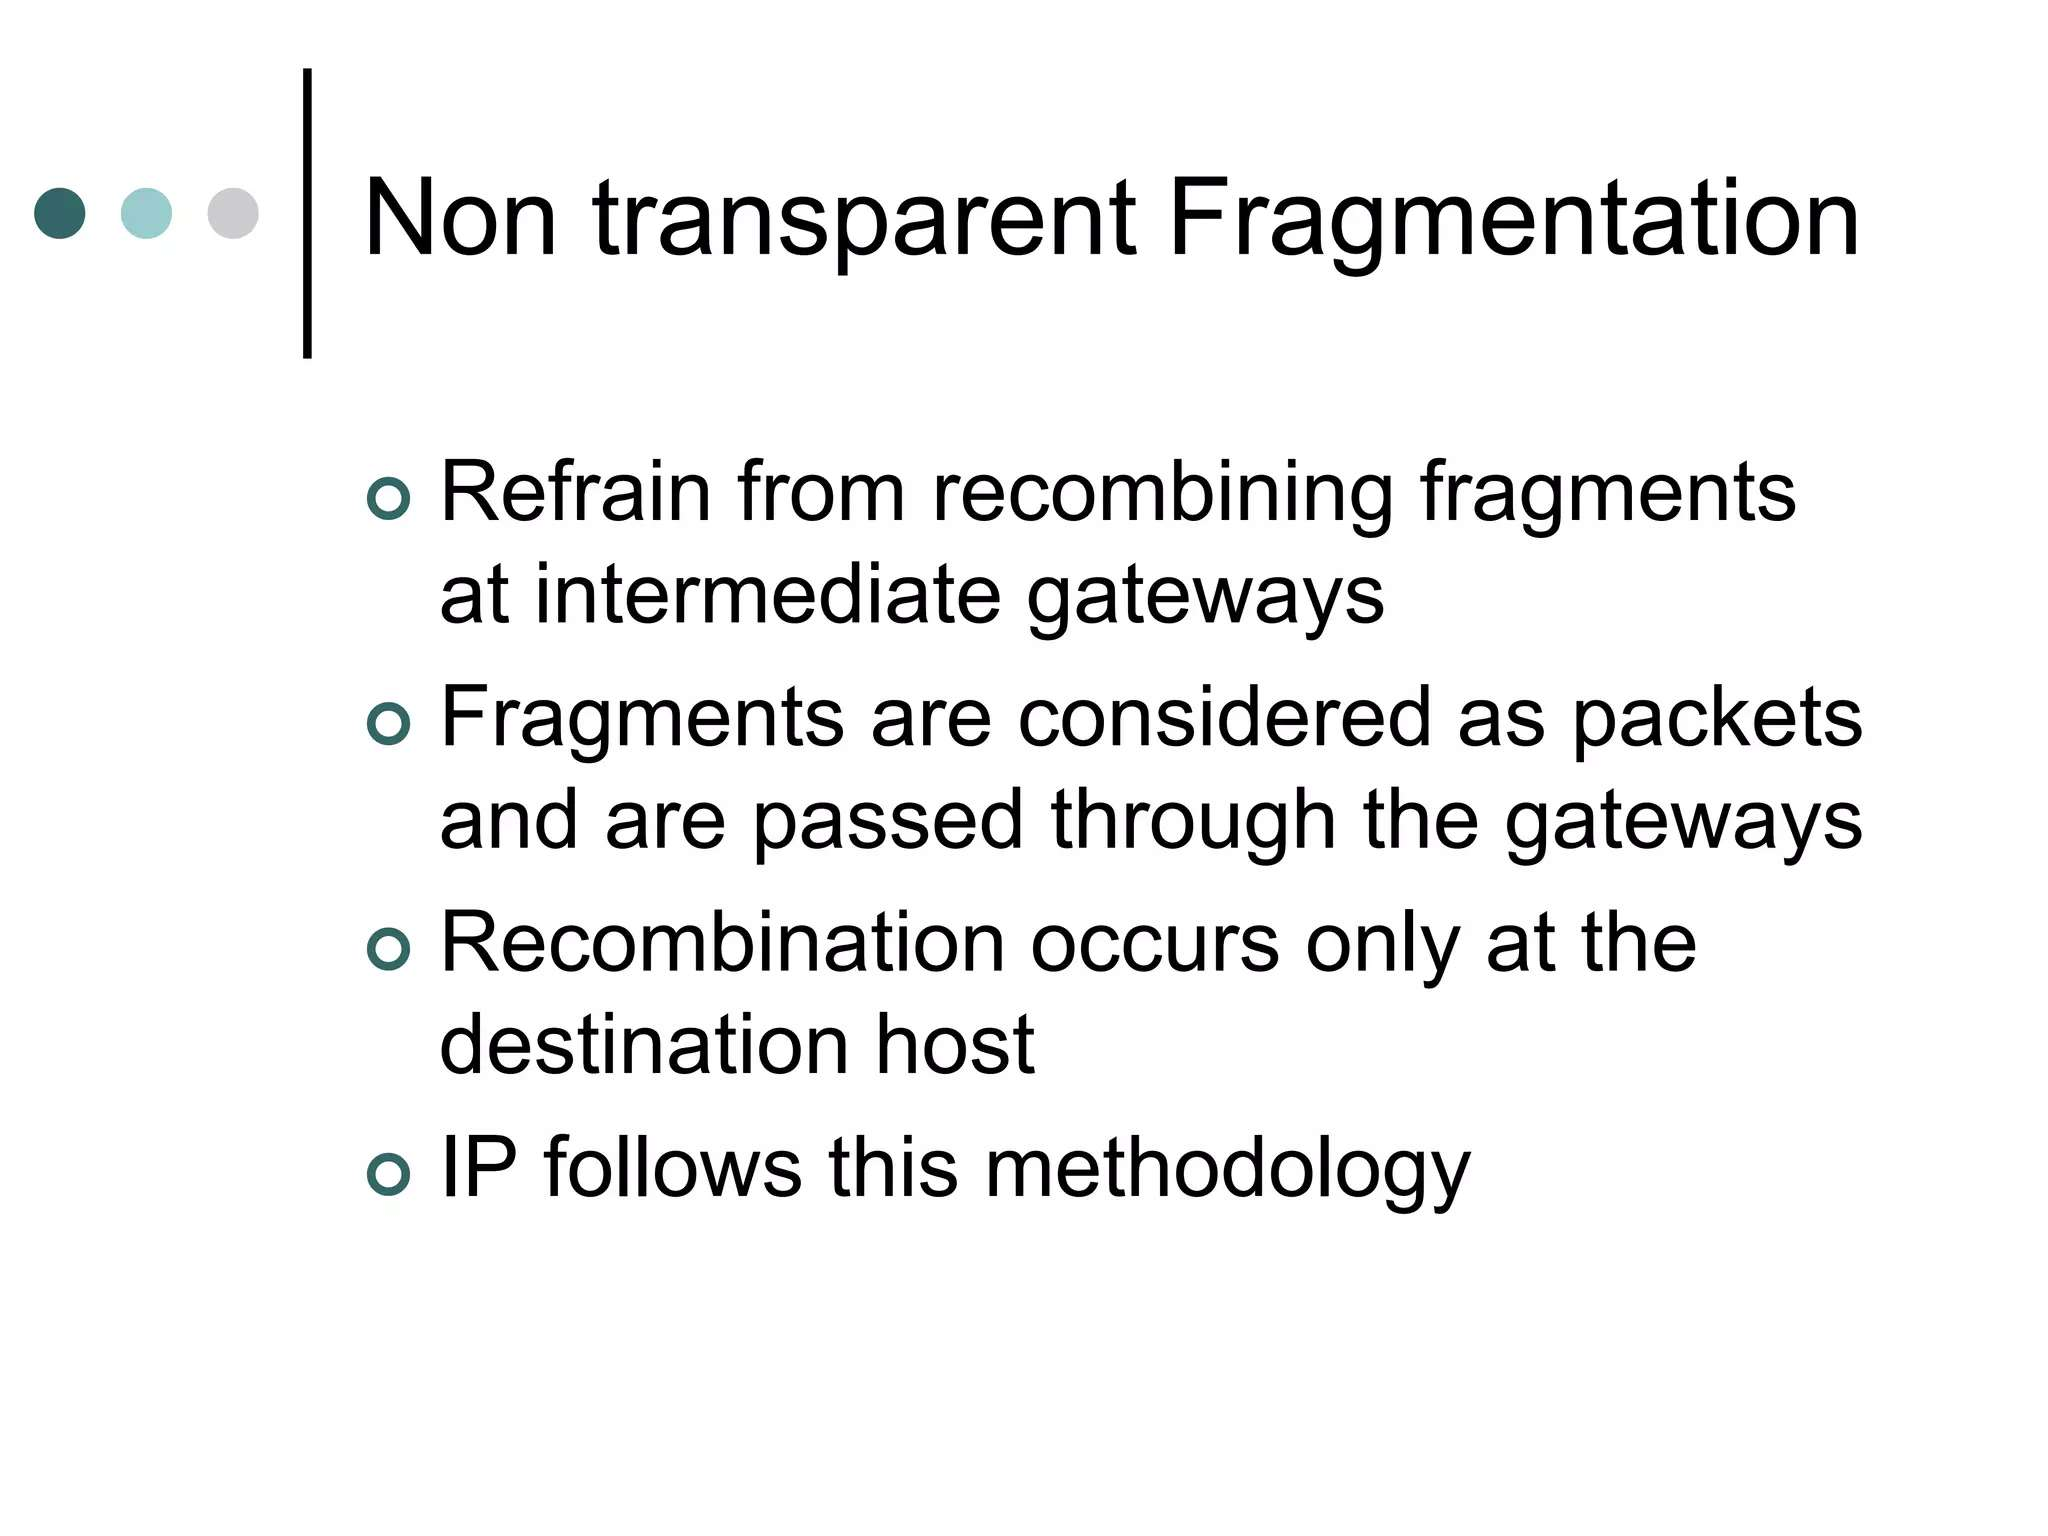 Non transparent Fragmentation
Refrain from recombining fragments
at intermediate gateways
Fragments are considered as packets
and are passed through the gateways
Recombination occurs only at the
destination host
IP follows this methodology